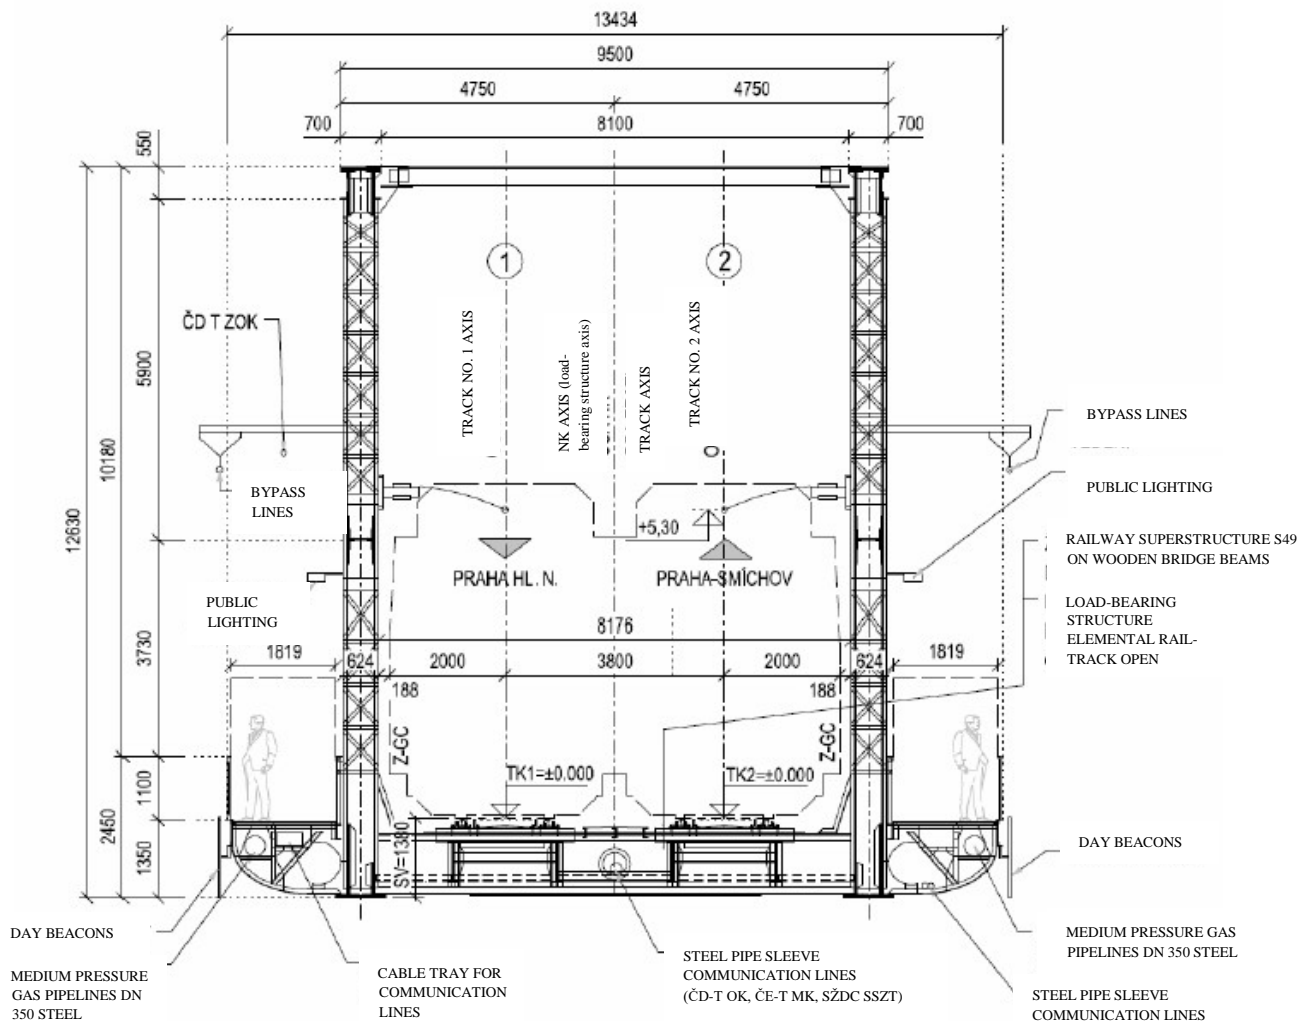 13434
9500
4750
4750
700
8100
700
550
1
2
ČD T ZOK
5900
10180
12630
TRACK NO. 1 AXIS
NK AXIS (load-
bearing structure axis)
TRACK AXIS
TRACK NO. 2 AXIS
BYPASS LINES
BYPASS
LINES
PUBLIC LIGHTING
+5,30
RAILWAY SUPERSTRUCTURE S49
ON WOODEN BRIDGE BEAMS
PRAHA HL. N.
PRAHA-SMÍCHOV
PUBLIC
LIGHTING
LOAD-BEARING
STRUCTURE
ELEMENTAL RAIL-
TRACK OPEN
3730
8176
1819
624
2000
3800
2000
624
1819
188
188
Z-GC
Z-GC
TK1=±0.000
TK2=±0.000
1100
2450
1350
SV=1380
DAY BEACONS
DAY BEACONS
MEDIUM PRESSURE
GAS PIPELINES DN
350 STEEL
CABLE TRAY FOR
COMMUNICATION
LINES
STEEL PIPE SLEEVE
COMMUNICATION LINES
(ČD-T OK, ČE-T MK, SŽDC SSZT)
MEDIUM PRESSURE GAS
PIPELINES DN 350 STEEL
STEEL PIPE SLEEVE
COMMUNICATION LINES